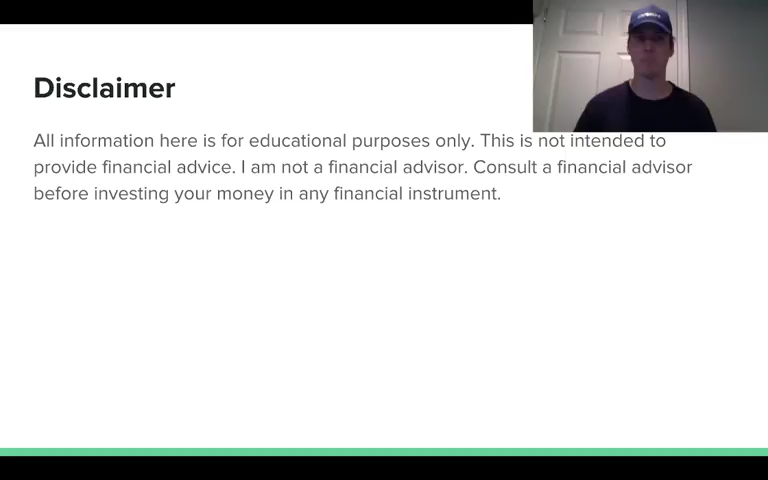 Disclaimer
All information here is for educational purposes only. This is not intended to
provide financial advice. I am not a financial advisor. Consult a financial advisor
before investing your money in any financial instrument.